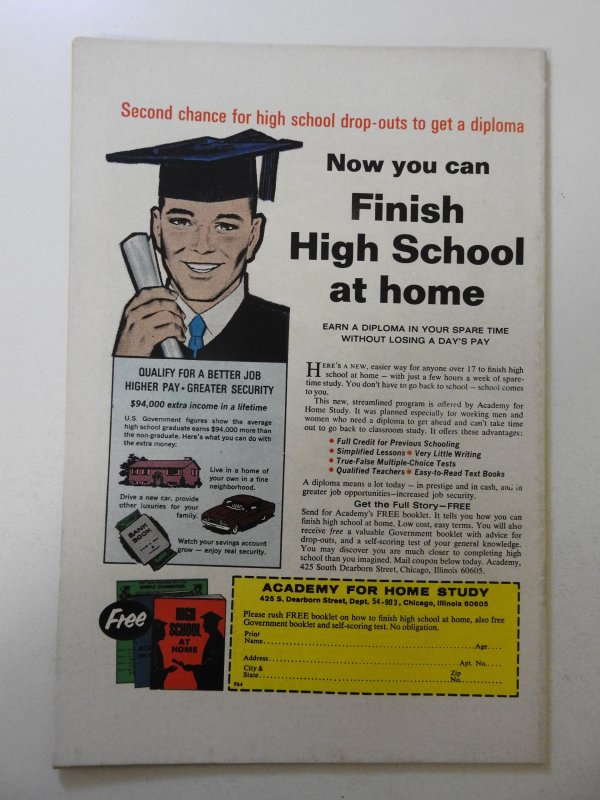 Second chance for high school drop-outs to get a diploma
Now you can
Finish
High School
at home
EARN A DIPLOMA IN YOUR SPARE TIME
WITHOUT LOSING A DAY'S PAY
QUALIFY FOR A BETTER JOB
HIGHER PAY • GREATER SECURITY
$94,000 extra income in a lifetime
U.S. Government figures show the average
high school graduate earns $94,000 more than
the non-graduate. Here's what you can do with
the extra money:
Live in a home of
your own in a fine
neighborhood.
Drive a new car, provide
other luxuries for your
family.
BANK
BOOK
Watch your savings account
grow — enjoy real security.
HERE'S A NEW, easier way for anyone over 17 to finish high
school at home — with just a few hours a week of spare-
time study. You don't have to go back to school — school comes
to you.
This new, streamlined program is offered by Academy for
Home Study. It was planned especially for working men and
women who need a diploma to get ahead and can't take time
out to go back to classroom study. It offers these advantages:
• Full Credit for Previous Schooling
• Simplified Lessons • Very Little Writing
• True-False Multiple-Choice Tests
• Qualified Teachers • Easy-to-Read Text Books
A diploma means a lot today — in prestige and in cash, and in
greater job opportunities—increased job security.
Get the Full Story—FREE
Send for Academy's FREE booklet. It tells you how you can
finish high school at home. Low cost, easy terms. You will also
receive free a valuable Government booklet with advice for
drop-outs, and a self-scoring test of your general knowledge.
You may discover you are much closer to completing high
school than you imagined. Mail coupon below today. Academy,
425 South Dearborn Street, Chicago, Illinois 60605.
Free
HIGH
SCHOOL
AT
HOME
ACADEMY FOR HOME STUDY
425 S. Dearborn Street, Dept. 54-903, Chicago, Illinois 60605
Please rush FREE booklet on how to finish high school at home, also free
Government booklet and self-scoring test. No obligation.
Print
Name Age
Address Apt. No.
City & Zip
State No.
964